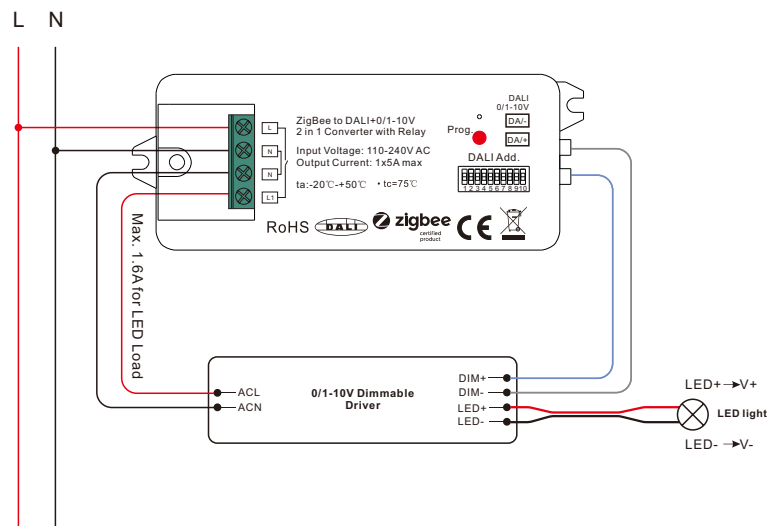 L N
ZigBee to DALI+0/1-10V
2 in 1 Converter with Relay
Input Voltage: 110-240V AC
Output Current: 1x5A max
ta:-20℃-+50℃ • tc=75℃
L
N
N
L1
Prog.
DALI
0/1-10V
DA/-
DA/+
DALI Add.
1 2 3 4 5 6 7 8 9 10
RoHS
DALI
zigbee
certified
product
CE
Max. 1.6A for LED Load
ACL
ACN
0/1-10V Dimmable
Driver
DIM+
DIM-
LED+
LED-
LED+→V+
LED light
LED- →V-